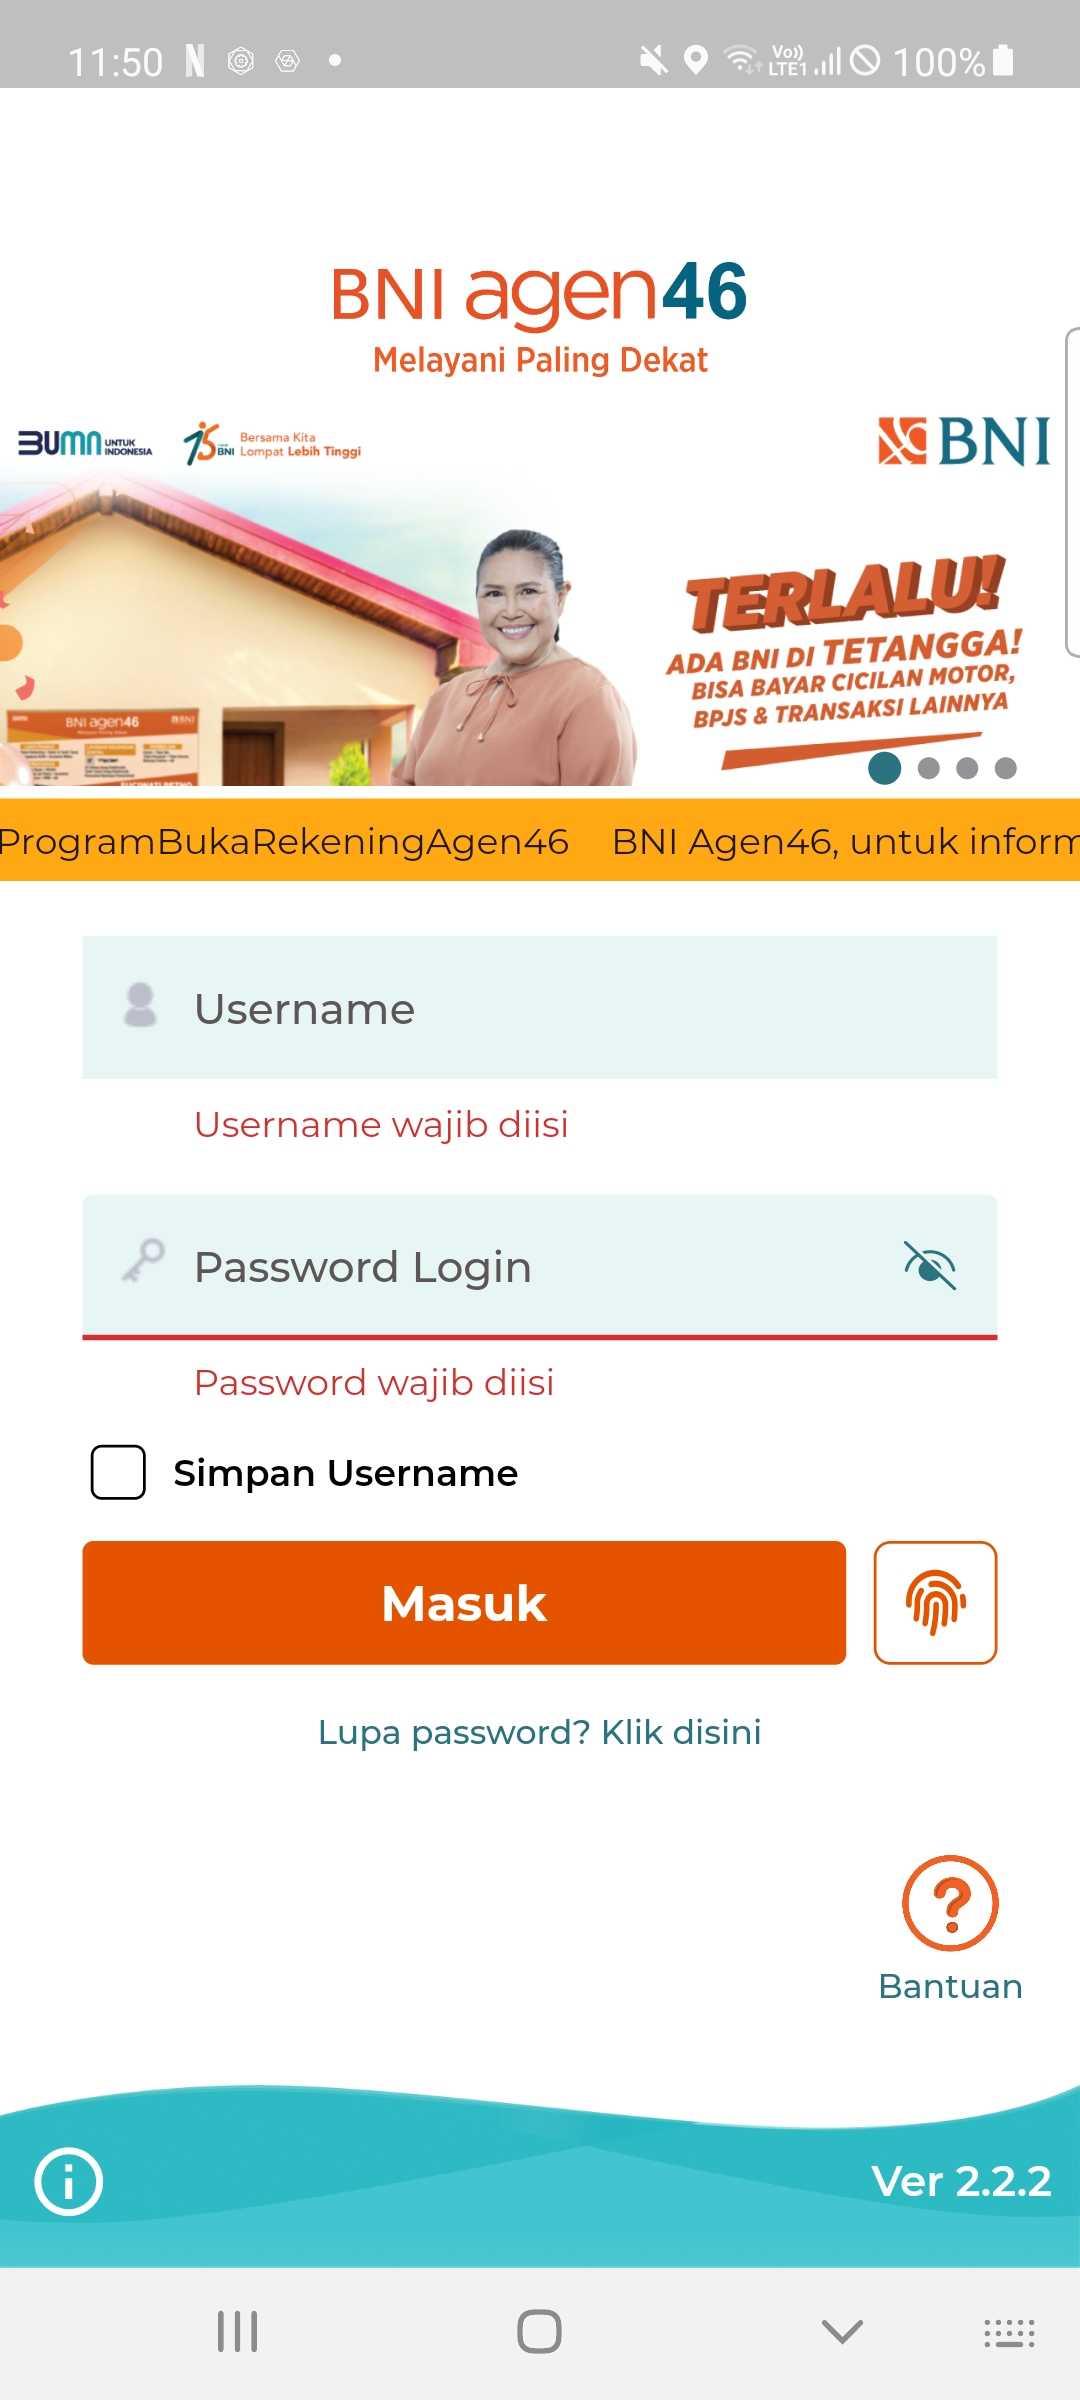 11:50
Vo))
LTE1
100%
BNI agen46
Melayani Paling Dekat
BUMN UNTUK INDONESIA
75 BNI
Bersama Kita
Lompat Lebih Tinggi
BNI
TERLALU!
ADA BNI DI TETANGGA!
BISA BAYAR CICILAN MOTOR,
BPJS & TRANSAKSI LAINNYA
BNI agen46
BNI
ProgramBukaRekeningAgen46 BNI Agen46, untuk inform
Username
Username wajib diisi
Password Login
Password wajib diisi
Simpan Username
Masuk
Lupa password? Klik disini
Bantuan
Ver 2.2.2